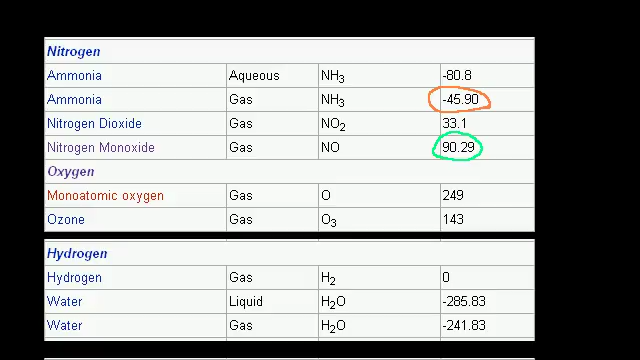 Nitrogen
Ammonia Aqueous NH3 -80.8
Ammonia Gas NH3 -45.90
Nitrogen Dioxide Gas NO2 33.1
Nitrogen Monoxide Gas NO 90.29
Oxygen
Monoatomic oxygen Gas O 249
Ozone Gas O3 143
Hydrogen
Hydrogen Gas H2 0
Water Liquid H2O -285.83
Water Gas H2O -241.83